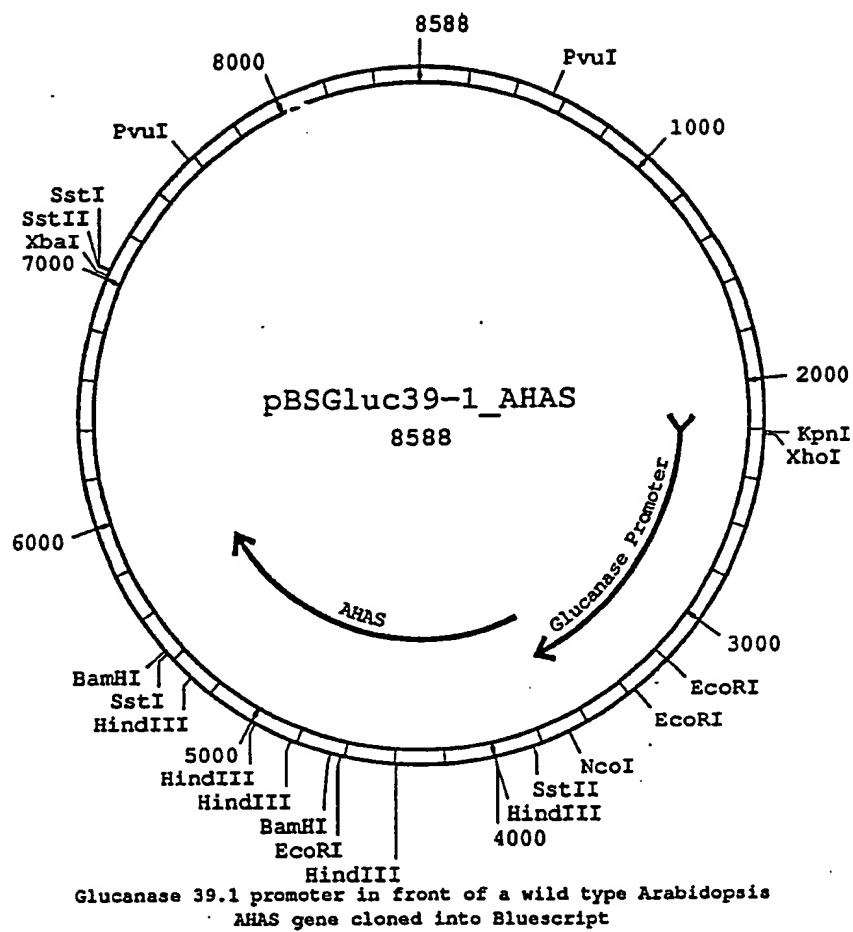 8588
8000
PvuI
PvuI
1000
SstI
SstII
XbaI
7000
2000
pBSGluc39-1_AHAS
8588
KpnI
XhoI
Glucanase Promoter
6000
AHAS
3000
BamHI
EcoRI
SstI
EcoRI
HindIII
5000
NcoI
HindIII
SstII
HindIII
HindIII
BamHI
4000
EcoRI
HindIII
Glucanase 39.1 promoter in front of a wild type Arabidopsis
AHAS gene cloned into Bluescript